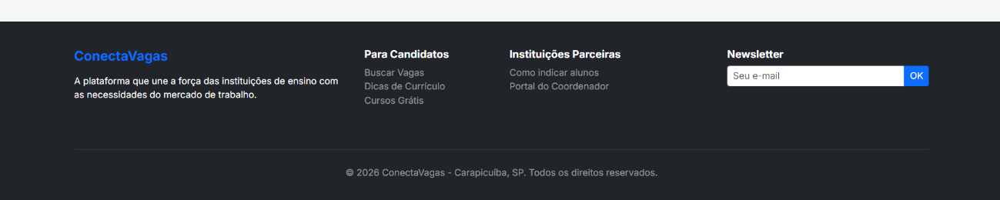 ConectaVagas
A plataforma que une a força das instituições de ensino com
as necessidades do mercado de trabalho.
Para Candidatos
Buscar Vagas
Dicas de Currículo
Cursos Grátis
Instituições Parceiras
Como indicar alunos
Portal do Coordenador
Newsletter
Seu e-mail
OK
© 2026 ConectaVagas - Carapicuíba, SP. Todos os direitos reservados.